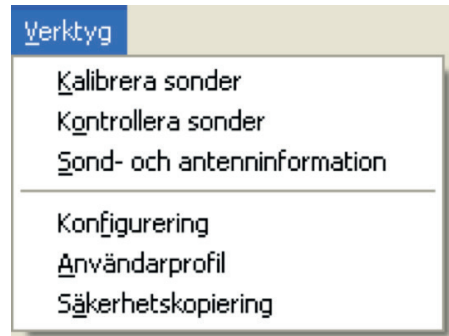 Verktyg
Kalibrera sonder
Kontrollera sonder
Sond- och antenninformation
Konfigurering
Användarprofil
Säkerhetskopiering